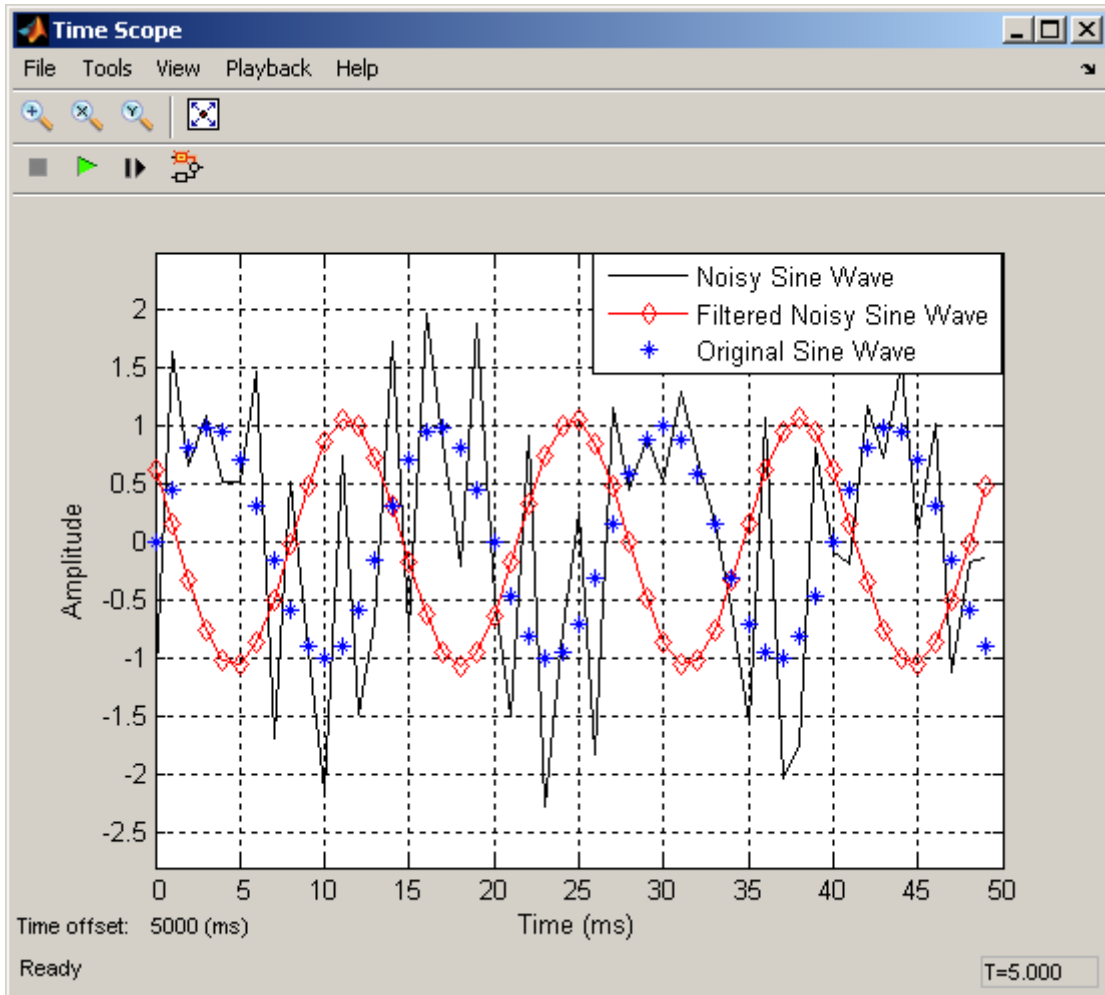 Time Scope
File Tools View Playback Help
Noisy Sine Wave
Filtered Noisy Sine Wave
Original Sine Wave
2
1.5
1
0.5
0
-0.5
-1
-1.5
-2
-2.5
Amplitude
0 5 10 15 20 25 30 35 40 45 50
Time (ms)
Time offset: 5000 (ms)
Ready
T=5.000